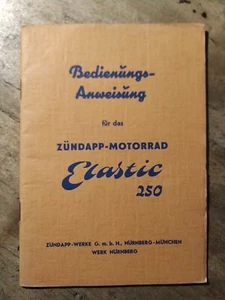 Bedienungs-
Anweisung
für das
ZÜNDAPP-MOTORRAD
Elastic
250
ZÜNDAPP-WERKE G. m. b. H., NÜRNBERG-MÜNCHEN
WERK NÜRNBERG